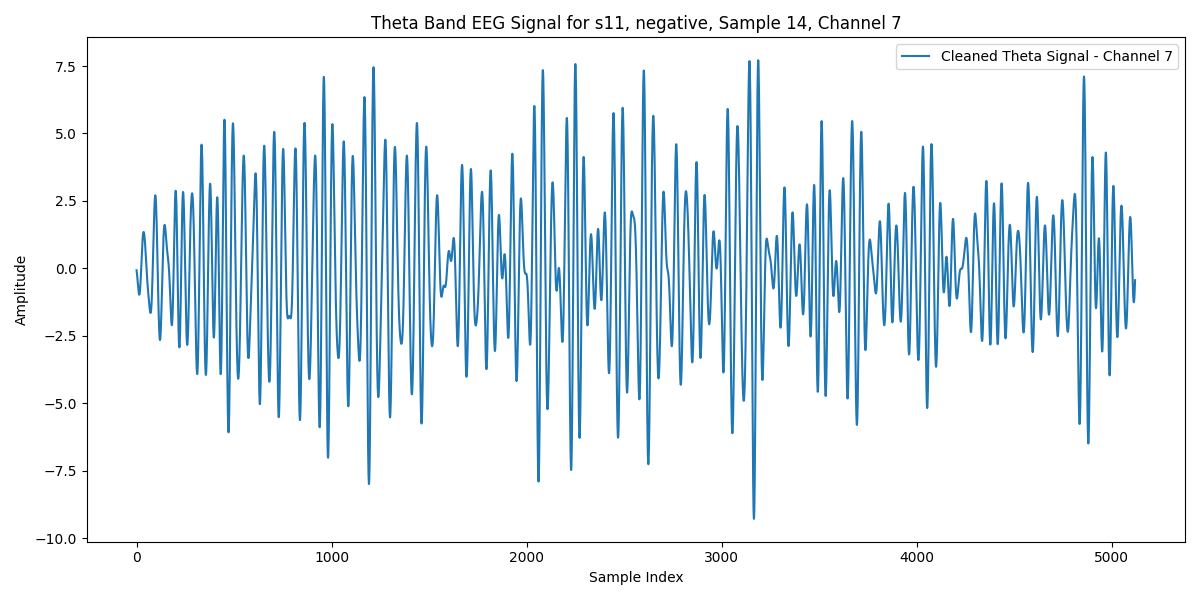 Theta Band EEG Signal for s11, negative, Sample 14, Channel 7
Cleaned Theta Signal - Channel 7
7.5
5.0
2.5
0.0
−2.5
−5.0
−7.5
−10.0
Amplitude
0 1000 2000 3000 4000 5000
Sample Index